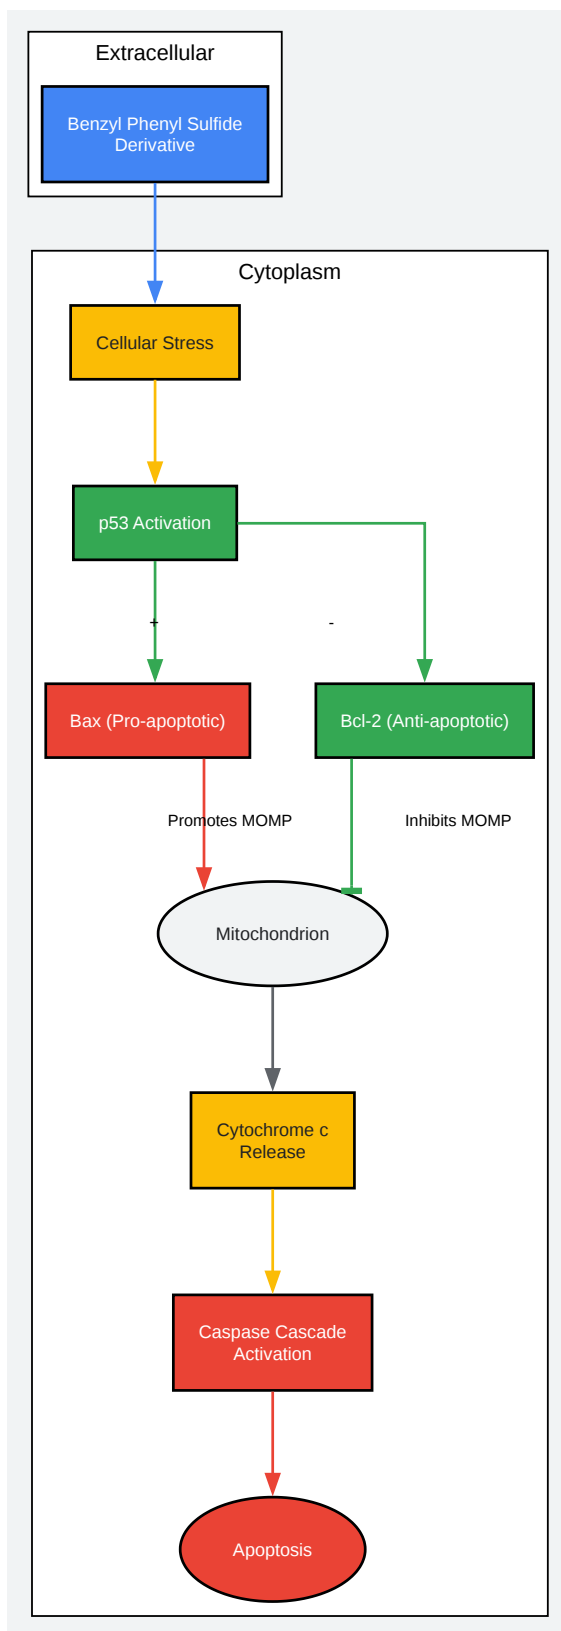 Extracellular
Benzyl Phenyl Sulfide
Derivative
Cytoplasm
Cellular Stress
p53 Activation
+
-
Bax (Pro-apoptotic)
Bcl-2 (Anti-apoptotic)
Promotes MOMP
Inhibits MOMP
Mitochondrion
Cytochrome c
Release
Caspase Cascade
Activation
Apoptosis